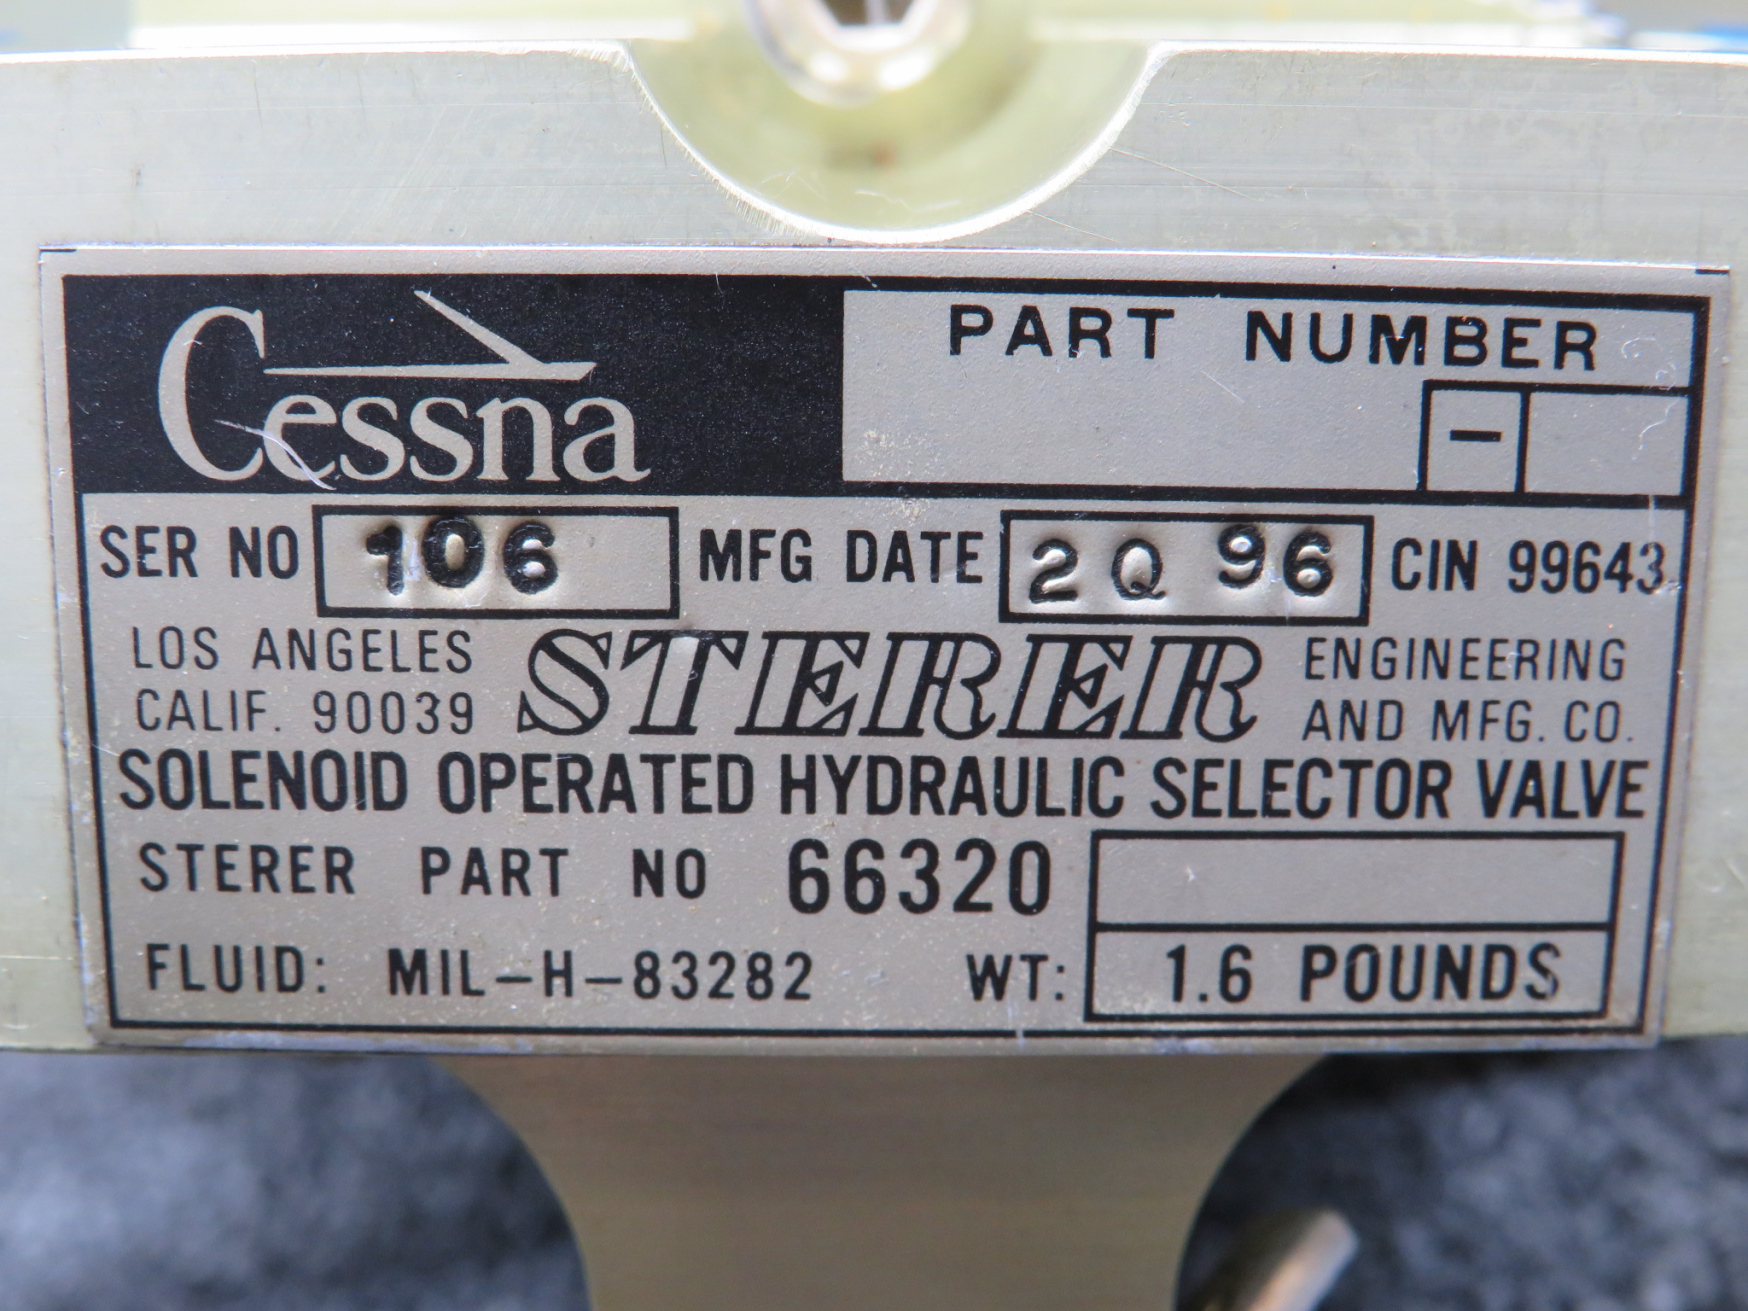 Cessna
PART NUMBER
-
SER NO 106 MFG DATE 2Q 96 CIN 99643
LOS ANGELES
CALIF. 90039
STERER
ENGINEERING
AND MFG. CO.
SOLENOID OPERATED HYDRAULIC SELECTOR VALVE
STERER PART NO 66320
FLUID: MIL-H-83282 WT: 1.6 POUNDS